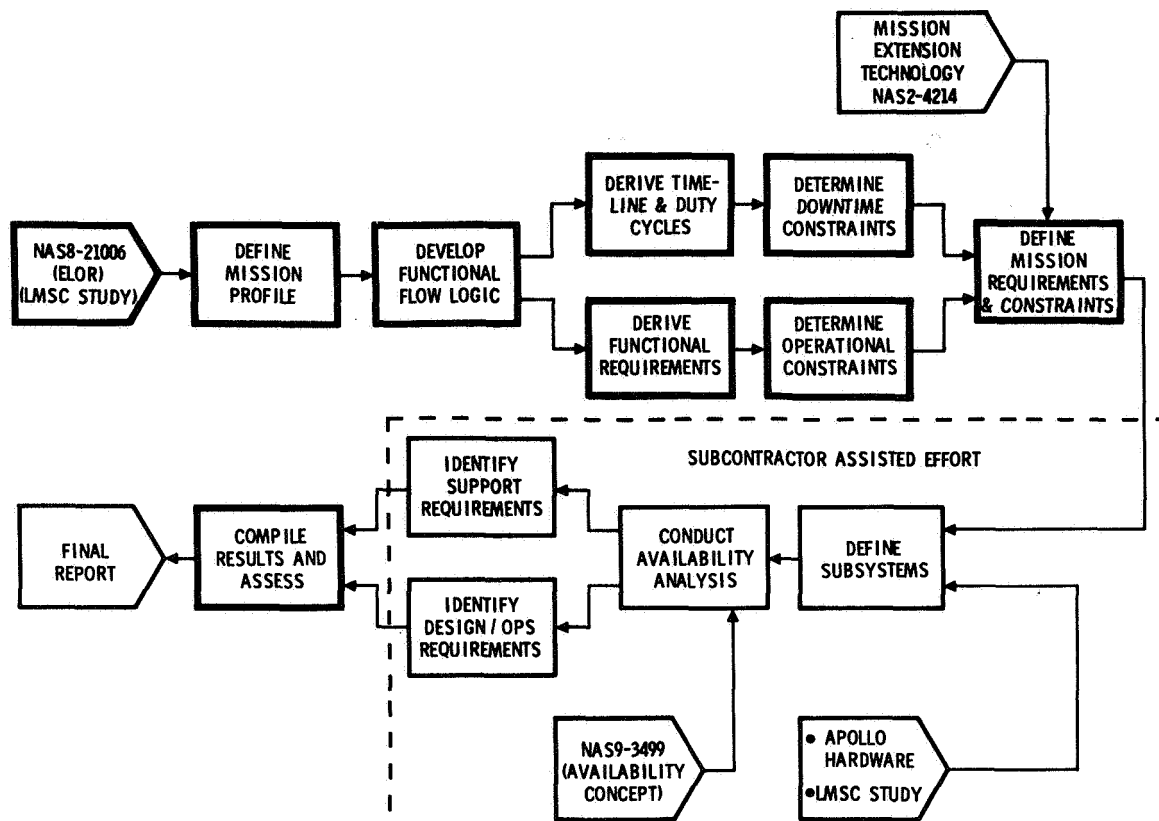 MISSION
EXTENSION
TECHNOLOGY
NAS2-4214
NAS8-21006
(ELOR)
(LMSC STUDY)
DEFINE
MISSION
PROFILE
DEVELOP
FUNCTIONAL
FLOW LOGIC
DERIVE TIME-
LINE & DUTY
CYCLES
DETERMINE
DOWNTIME
CONSTRAINTS
DERIVE
FUNCTIONAL
REQUIREMENTS
DETERMINE
OPERATIONAL
CONSTRAINTS
DEFINE
MISSION
REQUIREMENTS
& CONSTRAINTS
SUBCONTRACTOR ASSISTED EFFORT
FINAL
REPORT
COMPILE
RESULTS AND
ASSESS
IDENTIFY
SUPPORT
REQUIREMENTS
IDENTIFY
DESIGN / OPS
REQUIREMENTS
CONDUCT
AVAILABILITY
ANALYSIS
DEFINE
SUBSYSTEMS
NAS9-3499
(AVAILABILITY
CONCEPT)
• APOLLO
HARDWARE
• LMSC STUDY